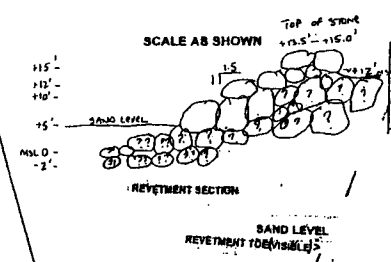 TOP OF STONE
+13.5' - +15.0'
SCALE AS SHOWN
+15' -
1.5
1
+12' -
+12'
+10' -
? ? ?
+5' -
SAND LEVEL
? ? ? ?
?? ?? ? ? ?
MSL 0 -
-2' -
?? ?? ?? ?
REVETMENT SECTION
SAND LEVEL
REVETMENT TOE(VISIBLE)>